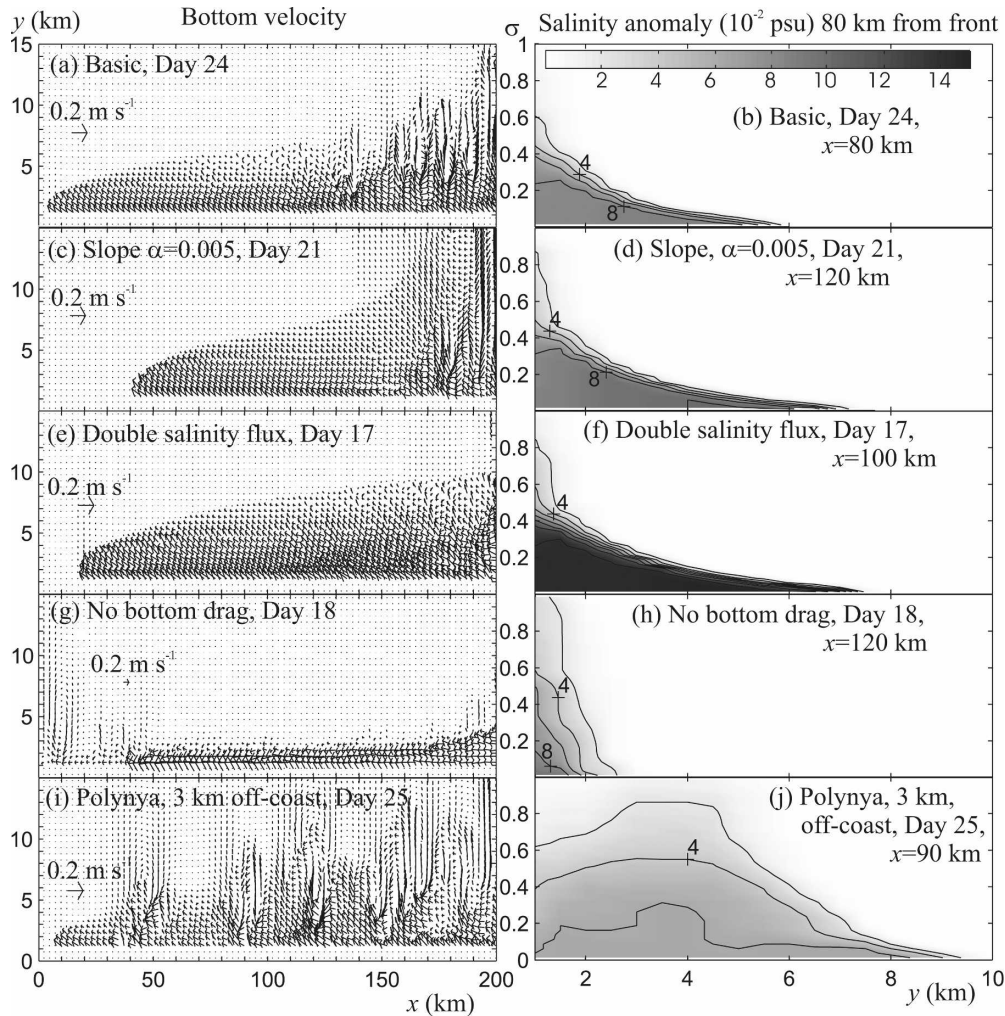 y (km) Bottom velocity
σ Salinity anomaly (10⁻² psu) 80 km from front
15
10
5
(a) Basic, Day 24
0.2 m s⁻¹
1
0.8
0.6
0.4
0.2
2 4 6 8 10 12 14
(b) Basic, Day 24,
x=80 km
4
8
10
5
(c) Slope α=0.005, Day 21
0.2 m s⁻¹
0.8
0.6
0.4
0.2
(d) Slope, α=0.005, Day 21,
x=120 km
4
8
10
5
(e) Double salinity flux, Day 17
0.2 m s⁻¹
0.8
0.6
0.4
0.2
(f) Double salinity flux, Day 17,
x=100 km
4
10
5
(g) No bottom drag, Day 18
0.2 m s⁻¹
0.8
0.6
0.4
0.2
(h) No bottom drag, Day 18,
x=120 km
4
8
10
5
0
(i) Polynya, 3 km off-coast, Day 25
0.2 m s
0.8
0.6
0.4
0.2
0
(j) Polynya, 3 km,
off-coast, Day 25,
x=90 km
4
0 50 100 150 200
x (km)
2 4 6 8 10
y (km)